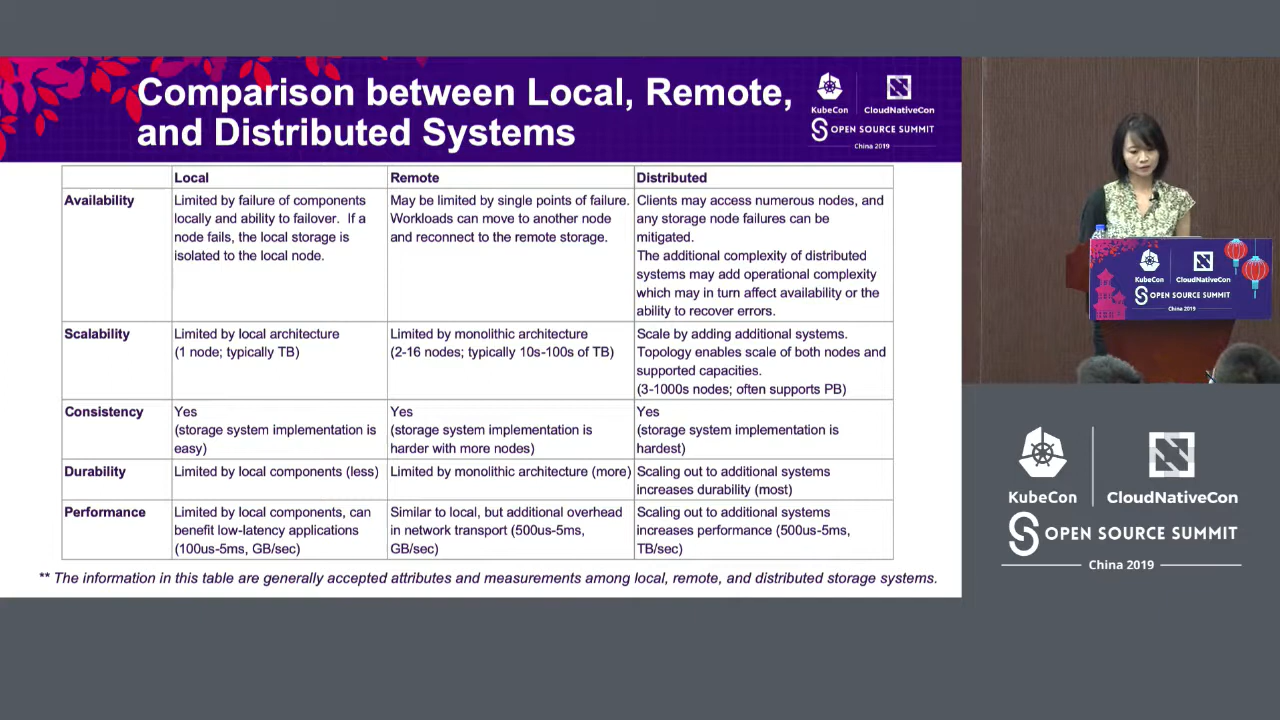 Comparison between Local, Remote,
and Distributed Systems
KubeCon
CloudNativeCon
OPEN SOURCE SUMMIT
China 2019
Local
Remote
Distributed
Availability
Limited by failure of components
locally and ability to failover. If a
node fails, the local storage is
isolated to the local node.
May be limited by single points of failure.
Workloads can move to another node
and reconnect to the remote storage.
Clients may access numerous nodes, and
any storage node failures can be
mitigated.
The additional complexity of distributed
systems may add operational complexity
which may in turn affect availability or the
ability to recover errors.
Scalability
Limited by local architecture
(1 node; typically TB)
Limited by monolithic architecture
(2-16 nodes; typically 10s-100s of TB)
Scale by adding additional systems.
Topology enables scale of both nodes and
supported capacities.
(3-1000s nodes; often supports PB)
Consistency
Yes
(storage system implementation is
easy)
Yes
(storage system implementation is
harder with more nodes)
Yes
(storage system implementation is
hardest)
Durability
Limited by local components (less)
Limited by monolithic architecture (more)
Scaling out to additional systems
increases durability (most)
Performance
Limited by local components, can
benefit low-latency applications
(100us-5ms, GB/sec)
Similar to local, but additional overhead
in network transport (500us-5ms,
GB/sec)
Scaling out to additional systems
increases performance (500us-5ms,
TB/sec)
** The information in this table are generally accepted attributes and measurements among local, remote, and distributed storage systems.
KubeCon
CloudNativeCon
OPEN SOURCE SUMMIT
China 2019
KubeCon
CloudNativeCon
OPEN SOURCE SUMMIT
China 2019